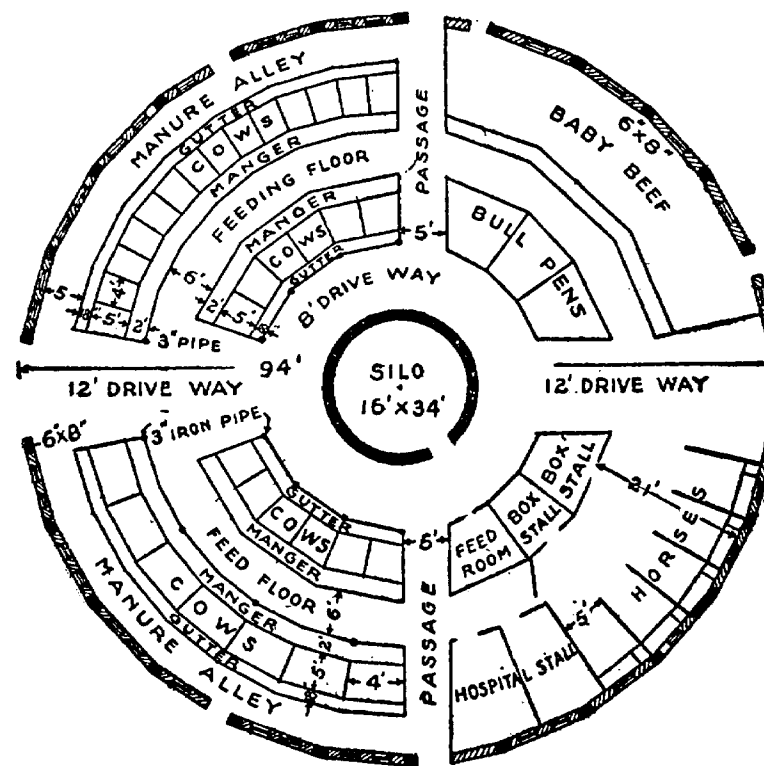 MANURE ALLEY
GUTTER
COWS
MANGER
FEEDING FLOOR
MANGER
COWS
GUTTER
8' DRIVE WAY
PASSAGE
5'
6"x8"
BABY BEEF
BULL PENS
5
4'
5'
2'
6'
2'
5'
3" PIPE
94'
12' DRIVE WAY
SILO
16'x34'
12' DRIVE WAY
6"x8"
3" IRON PIPE
GUTTER
COWS
MANGER
FEED FLOOR
MANGER
COWS
GUTTER
MANURE ALLEY
6'
2'
5'
4'
PASSAGE
FEED
ROOM
BOX
STALL
BOX
STALL
21'
HORSES
5'
HOSPITAL STALL